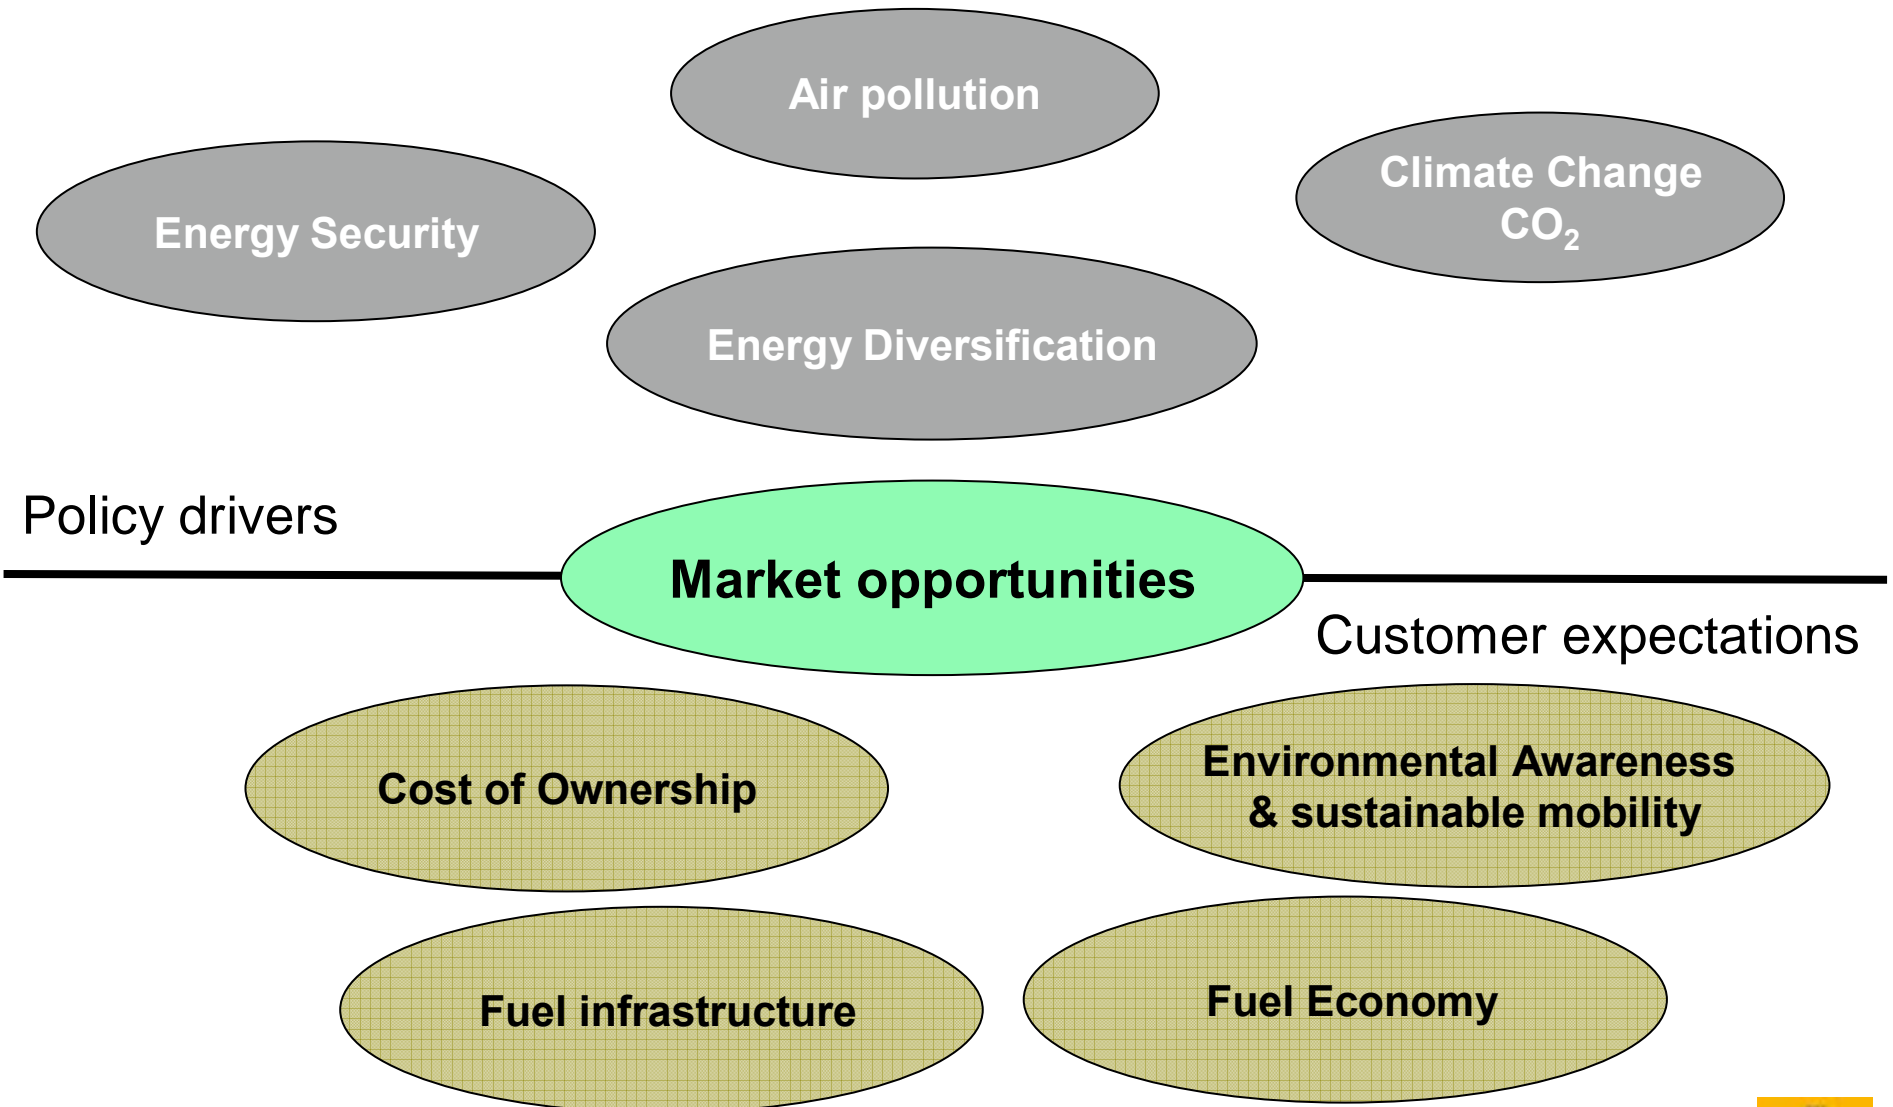 Air pollution
Climate Change
CO₂
Energy Security
Energy Diversification
Policy drivers
Market opportunities
Customer expectations
Cost of Ownership
Environmental Awareness
& sustainable mobility
Fuel infrastructure
Fuel Economy